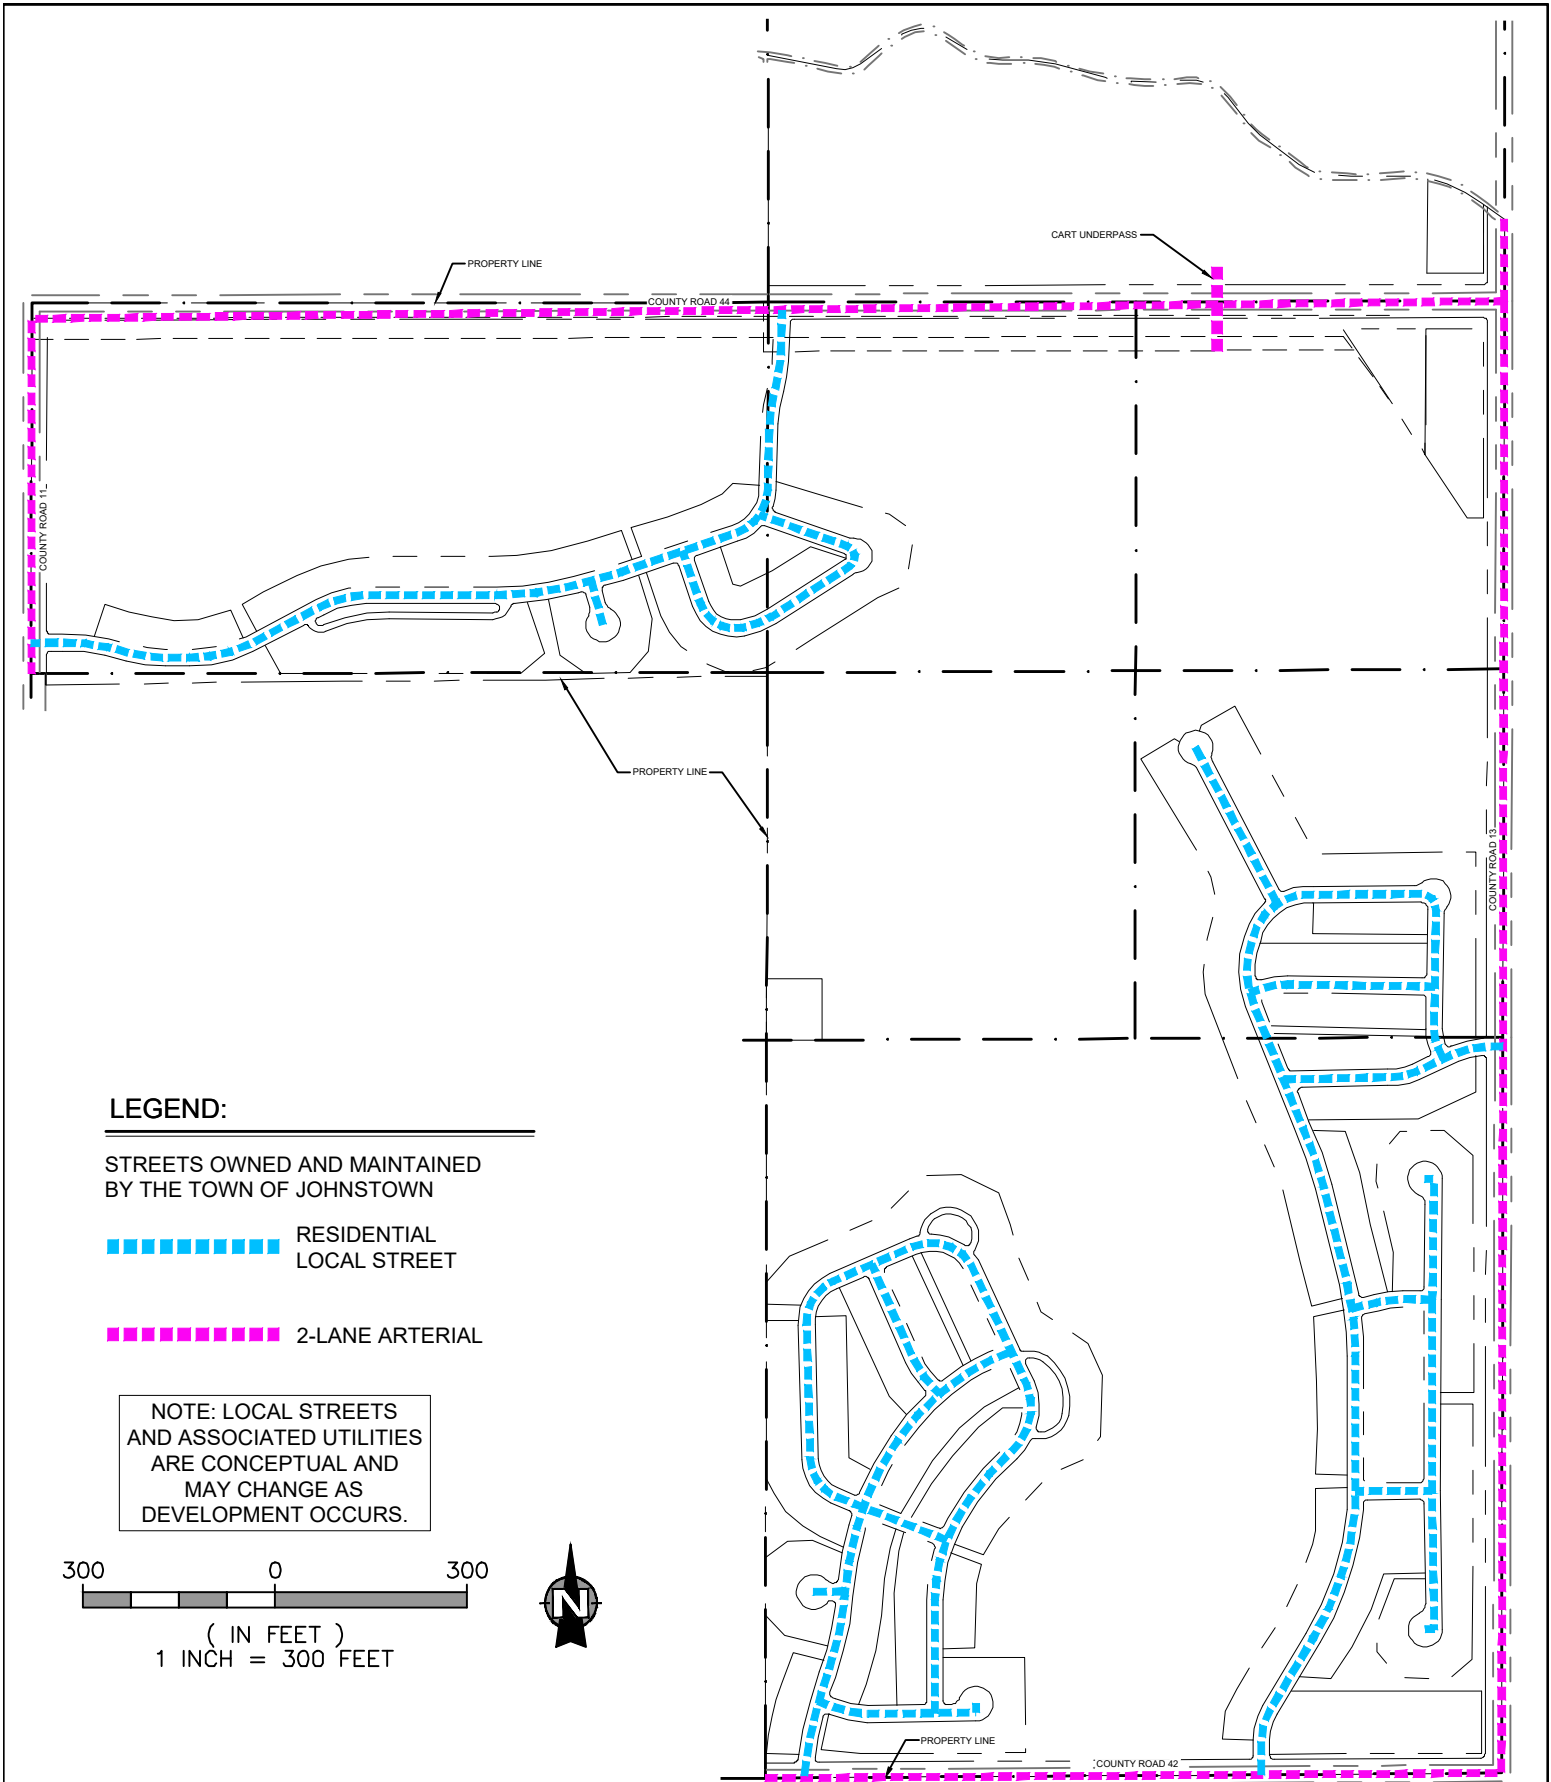 CART UNDERPASS
PROPERTY LINE
COUNTY ROAD 44
COUNTY ROAD 11
PROPERTY LINE
COUNTY ROAD 13
LEGEND:
STREETS OWNED AND MAINTAINED
BY THE TOWN OF JOHNSTOWN
RESIDENTIAL
LOCAL STREET
2-LANE ARTERIAL
NOTE: LOCAL STREETS
AND ASSOCIATED UTILITIES
ARE CONCEPTUAL AND
MAY CHANGE AS
DEVELOPMENT OCCURS.
300 0 300
( IN FEET )
1 INCH = 300 FEET
N
PROPERTY LINE
COUNTY ROAD 42